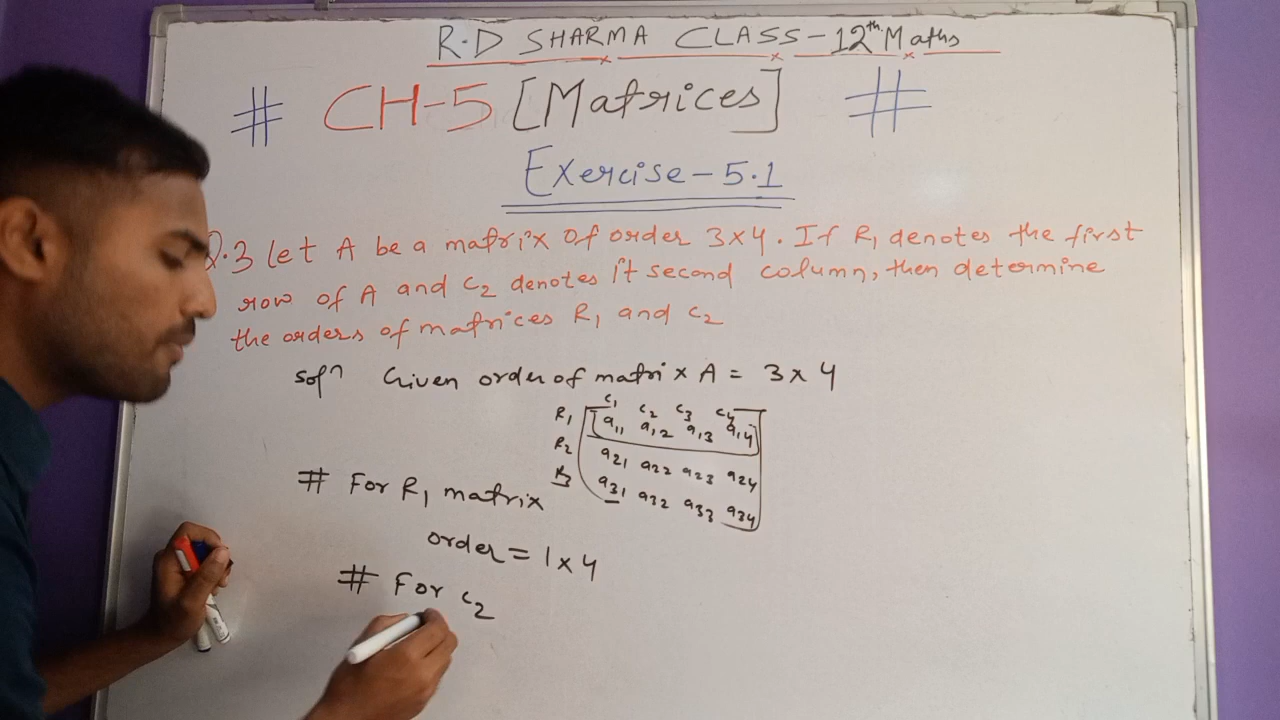 R.D SHARMA CLASS-12th Maths
# CH-5 [Matrices] #
Exercise-5.1
Q.3 let A be a matrix of order 3x4. If R1 denotes the first
row of A and C2 denotes it second column, then determine
the orders of matrices R1 and C2
Soln Given order of matrix A = 3x4
C1 C2 C3 C4
R1 a11 a12 a13 a14
R2 a21 a22 a23 a24
R3 a31 a32 a33 a34
# For R1 matrix
order = 1x4
# For C2